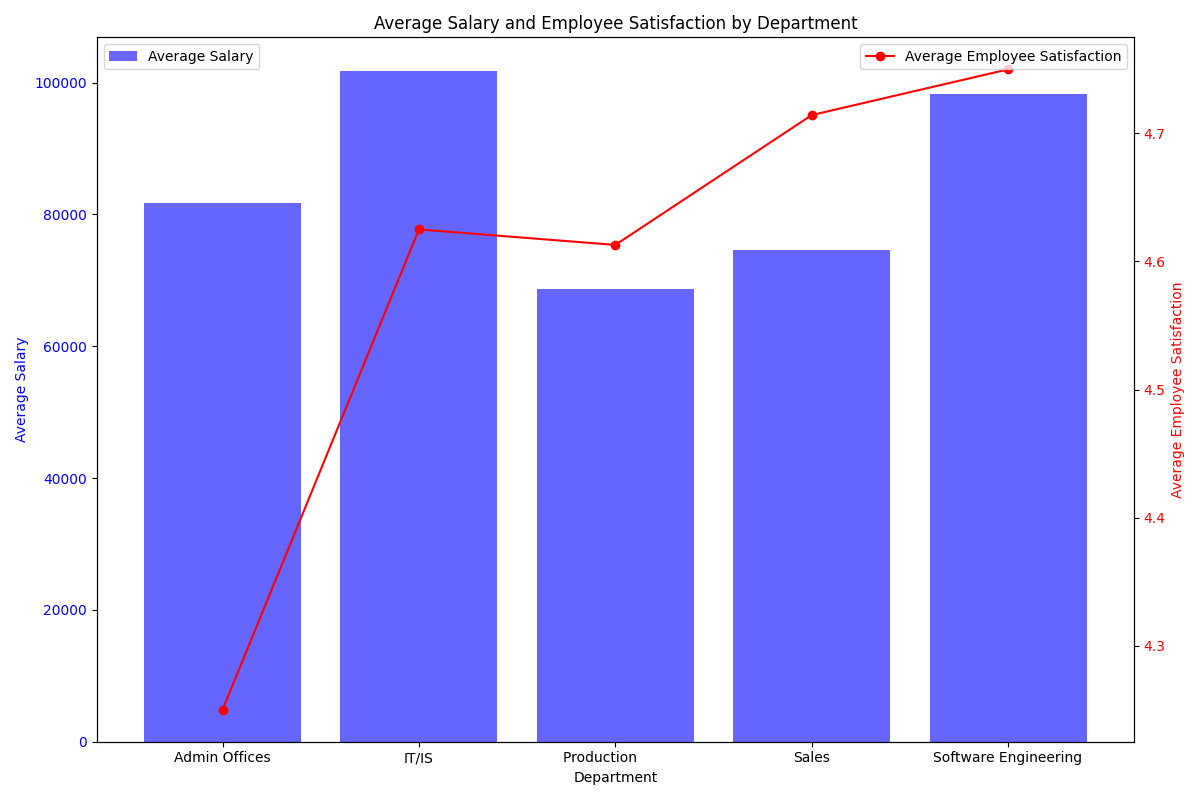 Average Salary and Employee Satisfaction by Department
Average Salary
Average Employee Satisfaction
100000
80000
60000
40000
20000
0
Average Salary
4.7
4.6
4.5
4.4
4.3
Average Employee Satisfaction
Admin Offices
IT/IS
Production
Sales
Software Engineering
Department